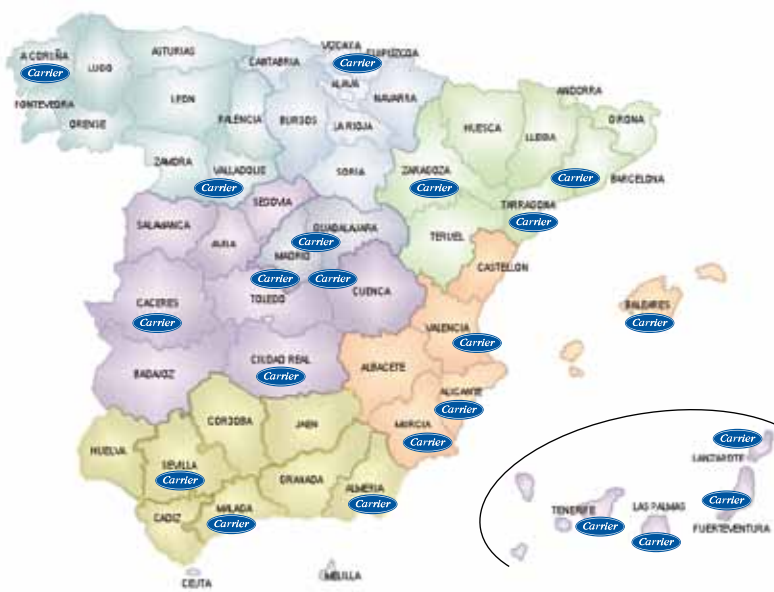 A CORUÑA
Carrier
LUGO
ASTURIAS
CANTABRIA
VIZCAYA
GUIPÚZCOA
Carrier
ALAVA
NAVARRA
PONTEVEDRA
ORENSE
LEON
PALENCIA
BURGOS
LA RIOJA
HUESCA
LLEIDA
ANDORRA
GIRONA
ZAMORA
VALLADOLID
Carrier
SORIA
ZARAGOZA
Carrier
Carrier
BARCELONA
SEGOVIA
TARRAGONA
Carrier
SALAMANCA
AVILA
GUADALAJARA
Carrier
MADRID
TERUEL
CASTELLON
Carrier
Carrier
CACERES
Carrier
TOLEDO
CUENCA
BALEARES
Carrier
VALENCIA
Carrier
BADAJOZ
CIUDAD REAL
Carrier
ALBACETE
ALICANTE
Carrier
CORDOBA
JAEN
MURCIA
Carrier
HUELVA
SEVILLA
Carrier
GRANADA
ALMERIA
Carrier
CADIZ
MALAGA
Carrier
CEUTA
MELILLA
Carrier
LANZAROTE
TENERIFE
Carrier
LAS PALMAS
Carrier
Carrier
FUERTEVENTURA